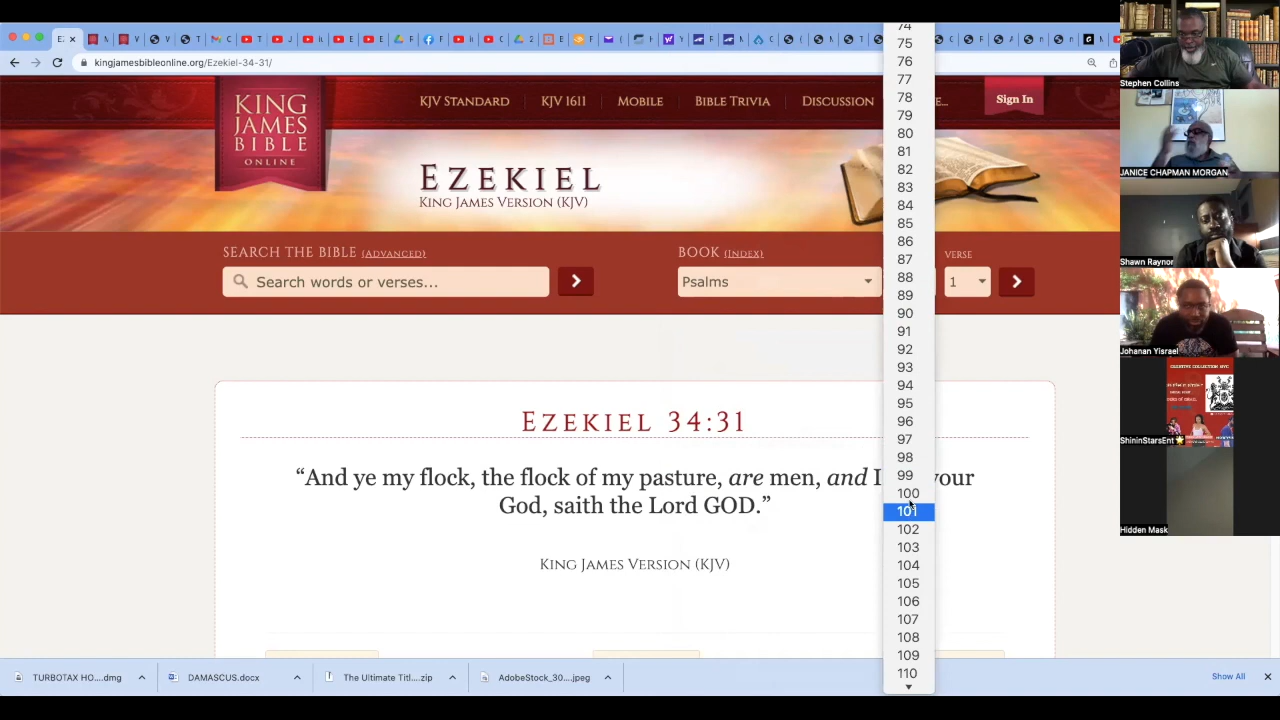 kingjamesbibleonline.org/Ezekiel-34-31/
KING
JAMES
BIBLE
ONLINE
KJV STANDARD
KJV 1611
MOBILE
BIBLE TRIVIA
DISCUSSION
Sign In
EZEKIEL
KING JAMES VERSION (KJV)
SEARCH THE BIBLE (ADVANCED)
BOOK (INDEX)
VERSE
Search words or verses...
Psalms
1
EZEKIEL 34:31
“And ye my flock, the flock of my pasture, are men, and I your
God, saith the Lord GOD.”
KING JAMES VERSION (KJV)
74
75
76
77
78
79
80
81
82
83
84
85
86
87
88
89
90
91
92
93
94
95
96
97
98
99
100
101
102
103
104
105
106
107
108
109
110
Stephen Collins
JANICE CHAPMAN MORGAN
Shawn Raynor
Johanan Yisrael
ShininStarsEnt
Hidden Mask
TURBOTAX HO....dmg
DAMASCUS.docx
The Ultimate Titl....zip
AdobeStock_30....jpeg
Show All